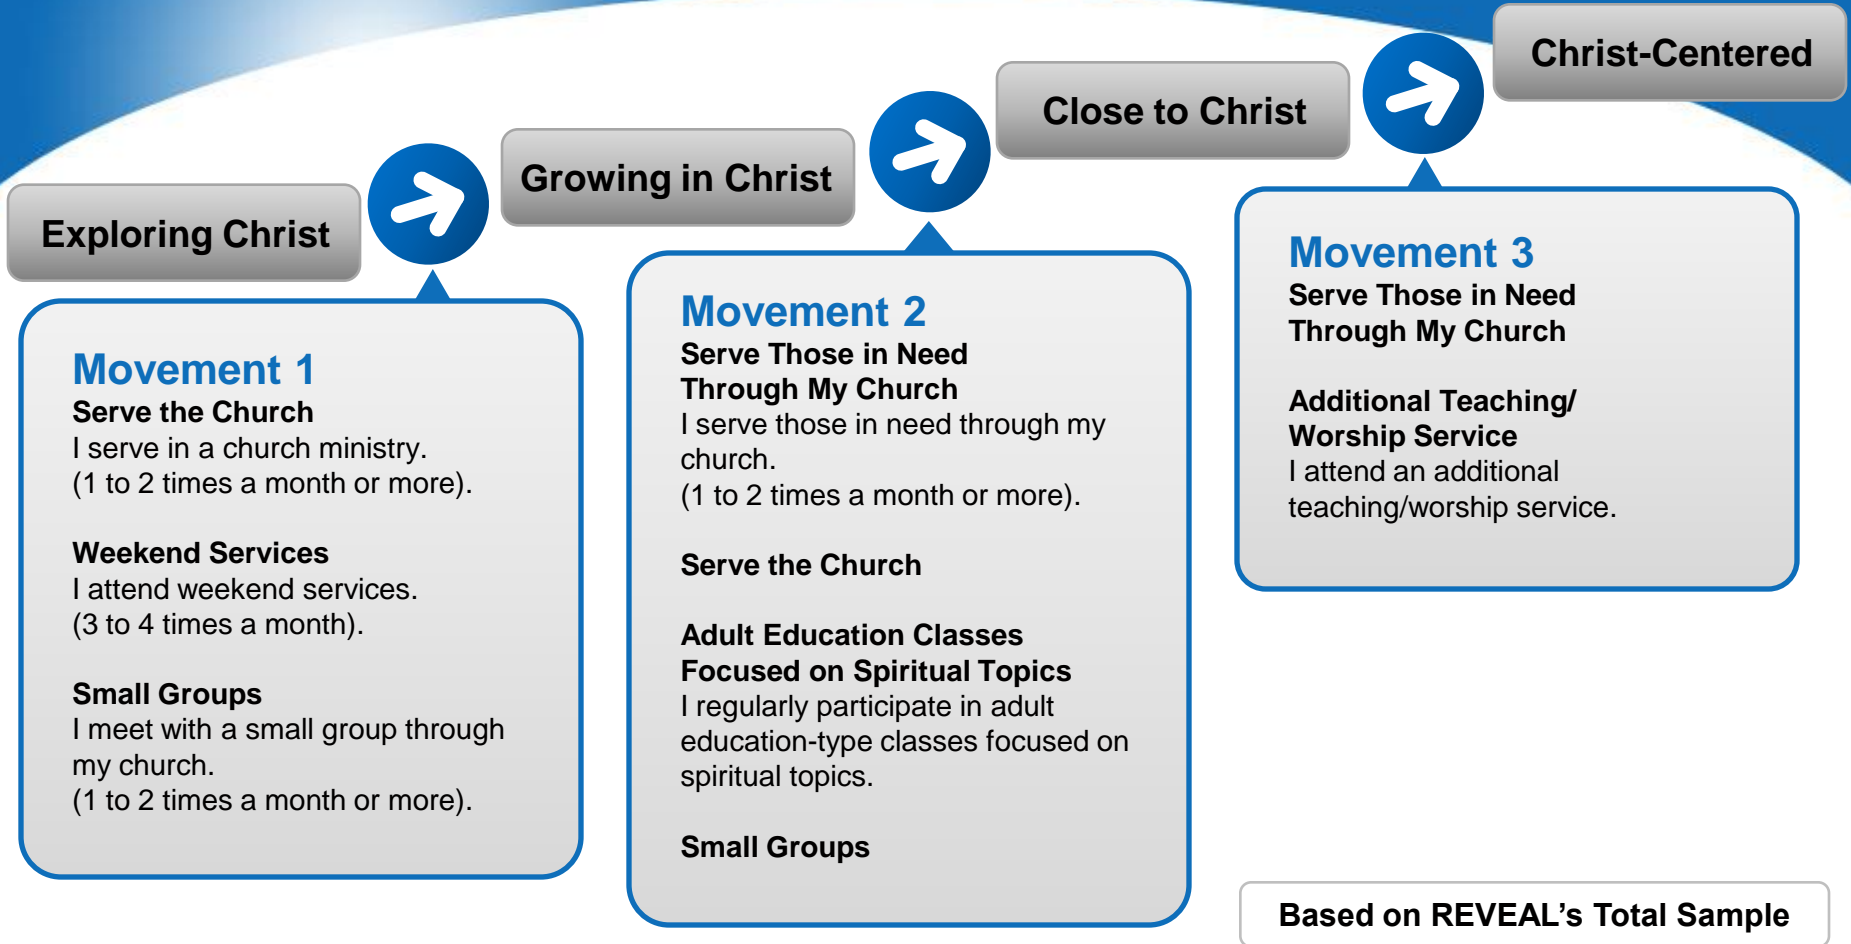 Exploring Christ
Growing in Christ
Close to Christ
Christ-Centered
Movement 1
Serve the Church
I serve in a church ministry.
(1 to 2 times a month or more).
Weekend Services
I attend weekend services.
(3 to 4 times a month).
Small Groups
I meet with a small group through
my church.
(1 to 2 times a month or more).
Movement 2
Serve Those in Need
Through My Church
I serve those in need through my
church.
(1 to 2 times a month or more).
Serve the Church
Adult Education Classes
Focused on Spiritual Topics
I regularly participate in adult
education-type classes focused on
spiritual topics.
Small Groups
Movement 3
Serve Those in Need
Through My Church
Additional Teaching/
Worship Service
I attend an additional
teaching/worship service.
Based on REVEAL's Total Sample